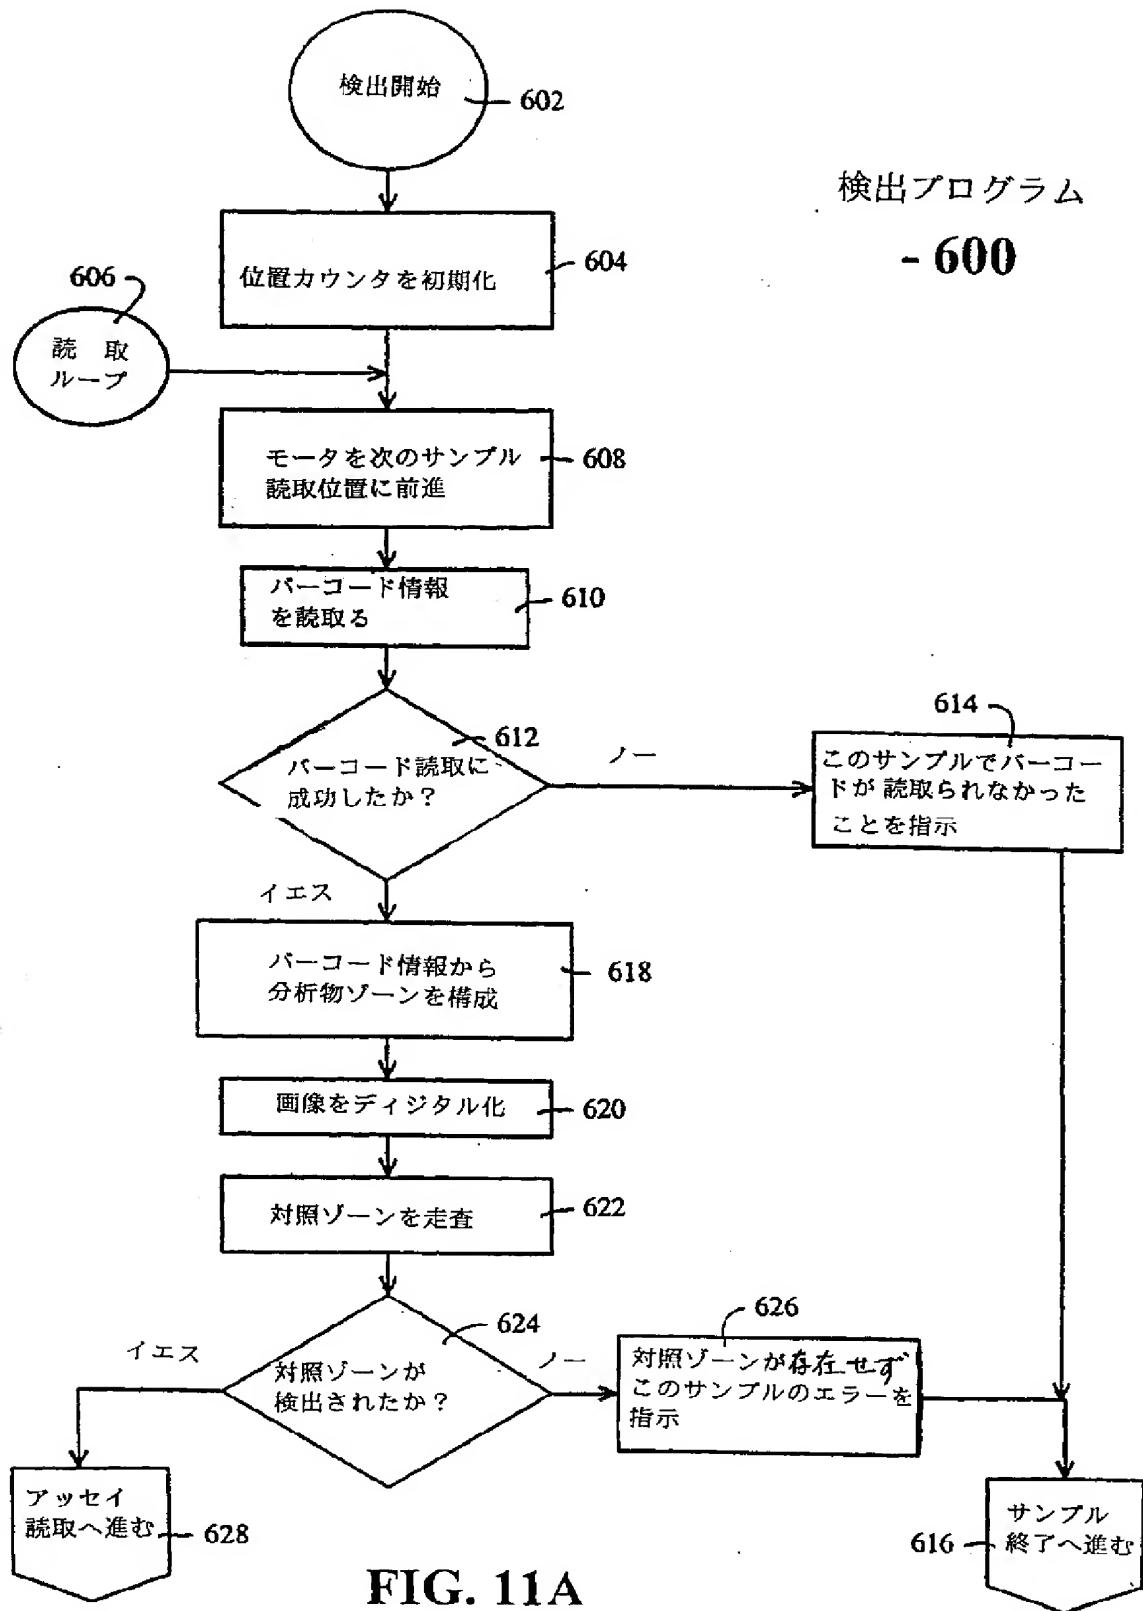 検出開始
602
検出プログラム
- 600
位置カウンタを初期化
604
606
読 取
ループ
モータを次のサンプル
読取位置に前進
608
バーコード情報
を読取る
610
612
バーコード読取に
成功したか？
ノー
614
このサンプルでバーコー
ドが読取られなかった
ことを指示
イエス
バーコード情報から
分析物ゾーンを構成
618
画像をディジタル化
620
対照ゾーンを走査
622
624
対照ゾーンが
検出されたか？
イエス
ノー
626
対照ゾーンが存在せず
このサンプルのエラーを
指示
アッセイ
読取へ進む
628
サンプル
終了へ進む
616
FIG. 11A